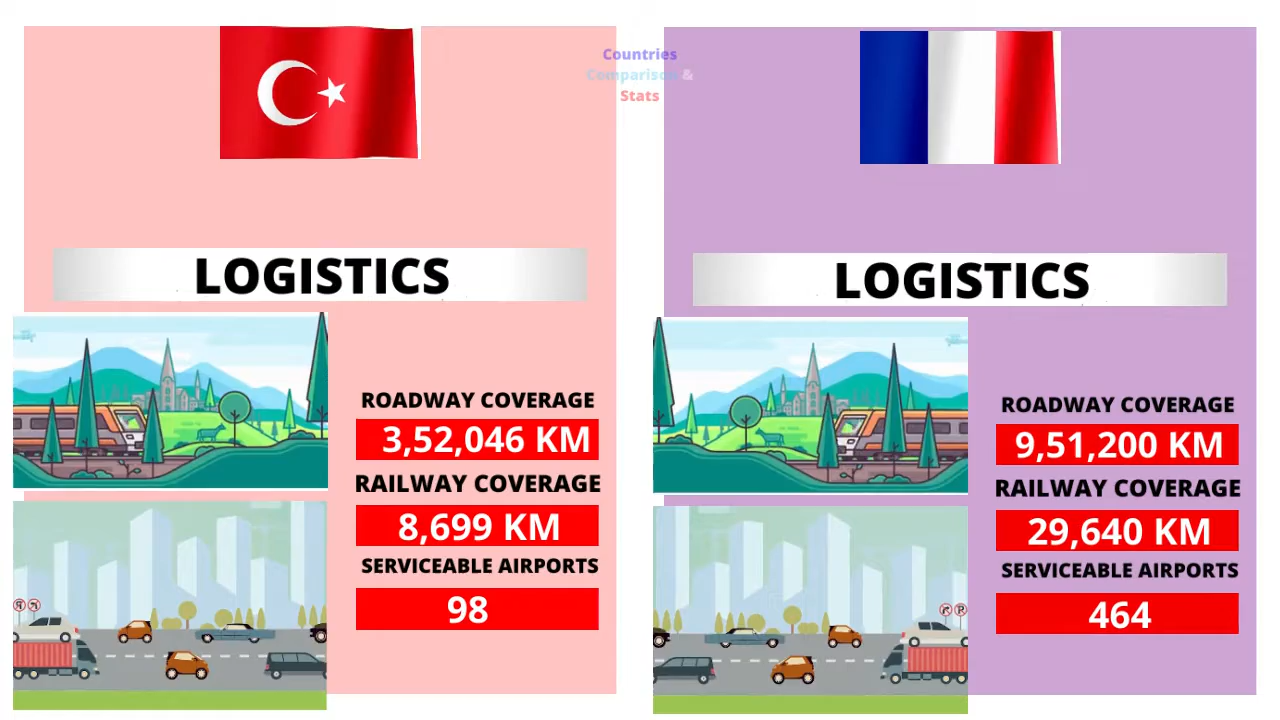 Countries
Comparison &
Stats
LOGISTICS
ROADWAY COVERAGE
3,52,046 KM
RAILWAY COVERAGE
8,699 KM
SERVICEABLE AIRPORTS
98
LOGISTICS
ROADWAY COVERAGE
9,51,200 KM
RAILWAY COVERAGE
29,640 KM
SERVICEABLE AIRPORTS
464